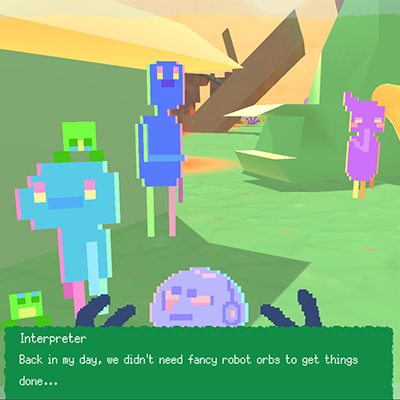 Interpreter
Back in my day, we didn't need fancy robot orbs to get things
done...